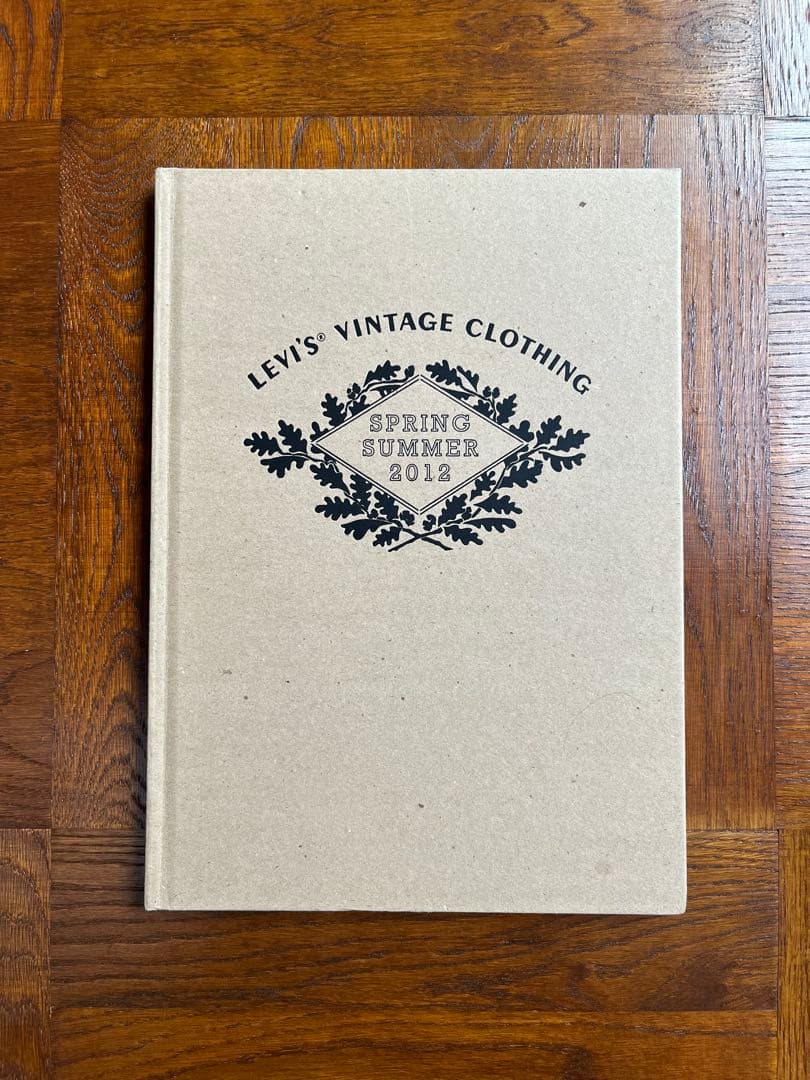 LEVI'S® VINTAGE CLOTHING
SPRING
SUMMER
2012